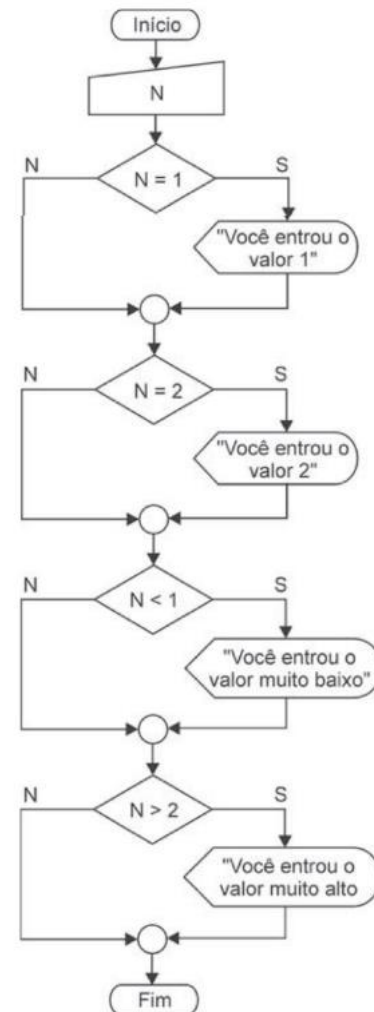 Início
N
N = 1
N
S
"Você entrou o
valor 1"
N = 2
N
S
"Você entrou o
valor 2"
N < 1
N
S
"Você entrou o
valor muito baixo"
N > 2
N
S
"Você entrou o
valor muito alto
Fim